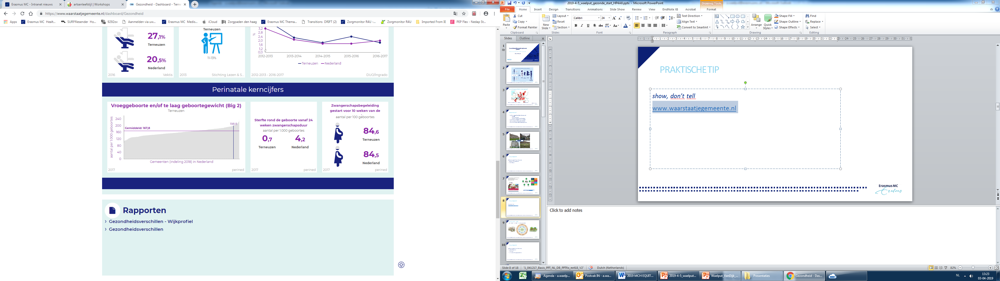 Erasmus MC - Intranet nieuws
artsenleefstijl | Workshops
Gezondheid - Dashboard - Terne
https://www.waarstaatjegemeente.nl/dashboard/Gezondheid
Apps
Erasmus MC Healt...
SURFfilesender Ho...
9292ov
Aanmelden via uw...
Erasmus MC Medis...
iCloud
Zorgpaden den haag
Erasmus MC Thema...
Transitions DRIFT (2)
Zorgmonitor R4U -...
Zorgmonitor R4U
Imported From IE
PEP Flex - Nedap St...
27,1%
Terneuzen
20,5%
Nederland
2016
Vektis
Terneuzen
11-13%
2013
Stichting Lezen & S...
%
3,2
2,8
2,4
2,0
1,6
1,2
0,0
2012-2013
2013-2014
2014-2015
2015-2016
2016-2017
Terneuzen
Nederland
2012-2013 - 2016-2017
DUO/Ingrado
Perinatale kerncijfers
Vroeggeboorte en/of te laag geboortegewicht (Big 2)
Terneuzen
aantal per 1.000 geboortes
240
200
160
120
80
40
0
Gemiddeld: 167,8
198,8
Gemeenten (indeling 2018) in Nederland
2017
perined
Sterfte rond de geboorte vanaf 24
weken zwangerschapsduur
aantal per 1.000 geboortes
0,7
4,2
Terneuzen
Nederland
2017
perined
Zwangerschapsbegeleiding
gestart voor 10 weken van de
aantal per 100 geboortes
84,6
Terneuzen
84,5
Nederland
2017
perined
Rapporten
Gezondheidsverschillen - Wijkprofiel
Gezondheidsverschillen
2019-4-5_waelput_gezonde_start_HP4All.pptx - Microsoft PowerPoint
Drawing Tools
File
Home
Insert
Design
Transitions
Animations
Slide Show
Review
View
EndNote X8
Acrobat
Format
Paste
Cut
Copy
Format Painter
Clipboard
New
Slide
Layout
Reset
Section
Slides
Calibri
24
Font
Text Direction
Align Text
Convert to SmartArt
Paragraph
Arrange
Quick
Styles
Shape Fill
Shape Outline
Shape Effects
Drawing
Find
Replace
Select
Editing
Slides
Outline
1
2
3
4
5
6
7
8
9
10
PRAKTISCHE TIP
show, don't tell
www.waarstaatjegemeente.nl
Erasmus MC
Erasmus
Click to add notes
Slide 8 of 18
"1_041217_Basis_PPT_NL_DB_PPTfix_mrt18_V2"
Dutch (Netherlands)
82%
Agenda - a.waelp...
Postvak IN - a.wa...
2019 MCH EQUIT...
2019-4-5_waelput...
Waelput_VanDijk_...
Presentaties
Gezondheid - Das...
NL
13:23
03-04-2019